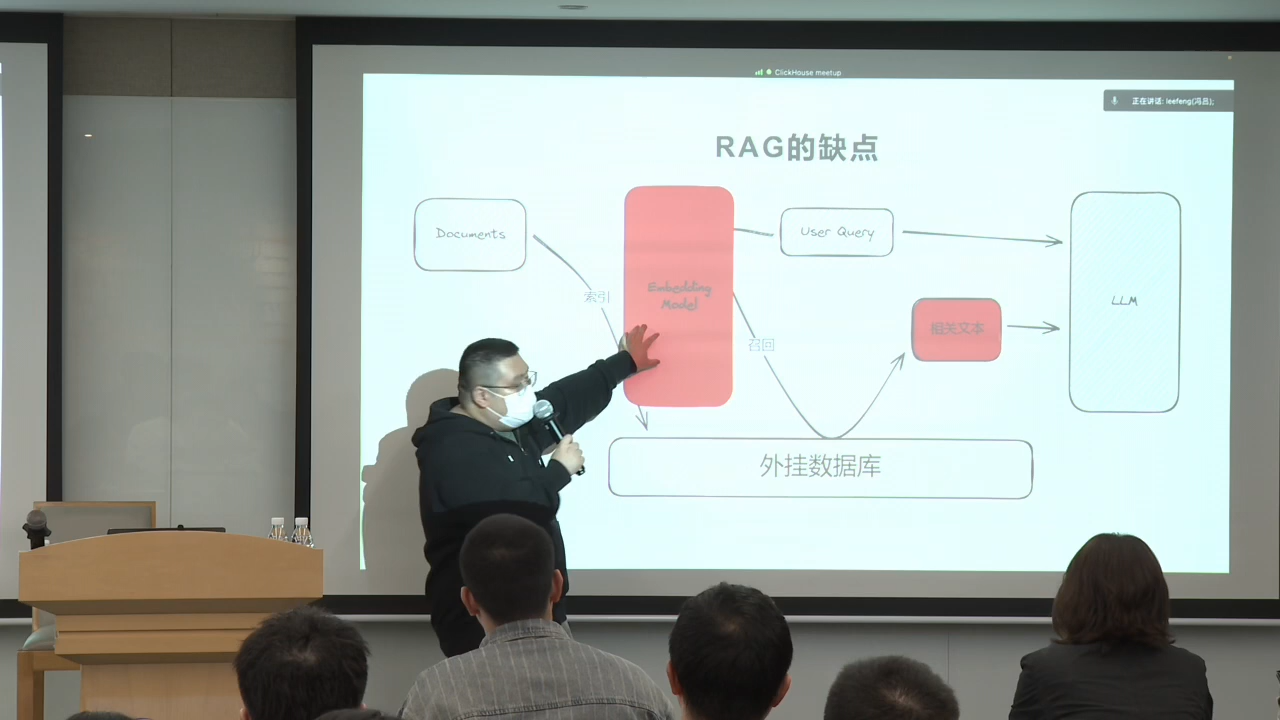 ClickHouse meetup
正在讲话: leefeng(冯吕);
RAG的缺点
Documents
Embedding
Model
User Query
LLM
索引
相关文本
召回
外挂数据库